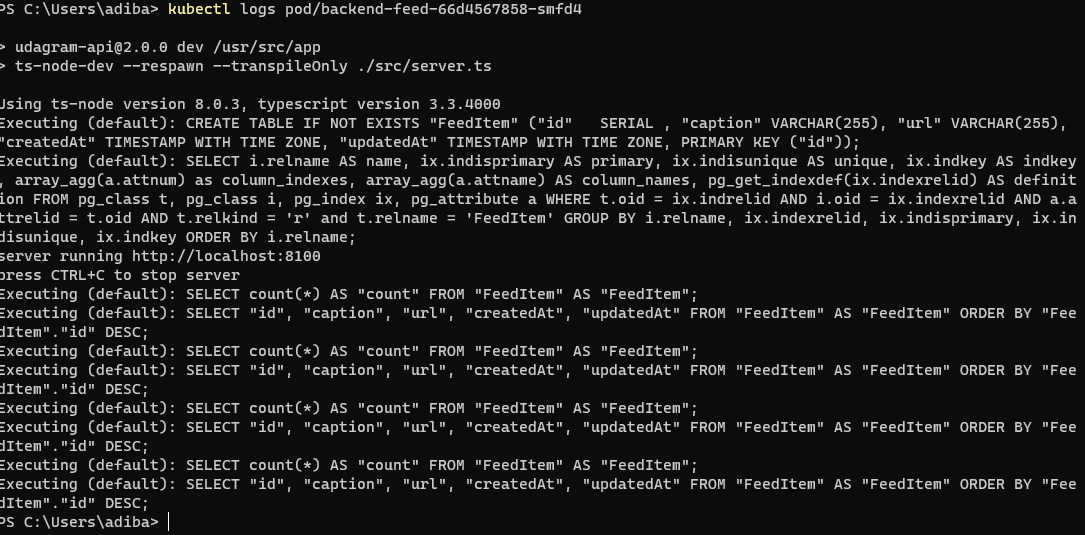 PS C:\Users\adiba> kubectl logs pod/backend-feed-66d4567858-smfd4
> udagram-api@2.0.0 dev /usr/src/app
> ts-node-dev --respawn --transpileOnly ./src/server.ts
Using ts-node version 8.0.3, typescript version 3.3.4000
Executing (default): CREATE TABLE IF NOT EXISTS "FeedItem" ("id"   SERIAL , "caption" VARCHAR(255), "url" VARCHAR(255),
"createdAt" TIMESTAMP WITH TIME ZONE, "updatedAt" TIMESTAMP WITH TIME ZONE, PRIMARY KEY ("id"));
Executing (default): SELECT i.relname AS name, ix.indisprimary AS primary, ix.indisunique AS unique, ix.indkey AS indkey
, array_agg(a.attnum) as column_indexes, array_agg(a.attname) AS column_names, pg_get_indexdef(ix.indexrelid) AS definit
ion FROM pg_class t, pg_class i, pg_index ix, pg_attribute a WHERE t.oid = ix.indrelid AND i.oid = ix.indexrelid AND a.a
ttrelid = t.oid AND t.relkind = 'r' and t.relname = 'FeedItem' GROUP BY i.relname, ix.indexrelid, ix.indisprimary, ix.in
disunique, ix.indkey ORDER BY i.relname;
server running http://localhost:8100
press CTRL+C to stop server
Executing (default): SELECT count(*) AS "count" FROM "FeedItem" AS "FeedItem";
Executing (default): SELECT "id", "caption", "url", "createdAt", "updatedAt" FROM "FeedItem" AS "FeedItem" ORDER BY "Fee
dItem"."id" DESC;
Executing (default): SELECT count(*) AS "count" FROM "FeedItem" AS "FeedItem";
Executing (default): SELECT "id", "caption", "url", "createdAt", "updatedAt" FROM "FeedItem" AS "FeedItem" ORDER BY "Fee
dItem"."id" DESC;
Executing (default): SELECT count(*) AS "count" FROM "FeedItem" AS "FeedItem";
Executing (default): SELECT "id", "caption", "url", "createdAt", "updatedAt" FROM "FeedItem" AS "FeedItem" ORDER BY "Fee
dItem"."id" DESC;
Executing (default): SELECT count(*) AS "count" FROM "FeedItem" AS "FeedItem";
Executing (default): SELECT "id", "caption", "url", "createdAt", "updatedAt" FROM "FeedItem" AS "FeedItem" ORDER BY "Fee
dItem"."id" DESC;
PS C:\Users\adiba>